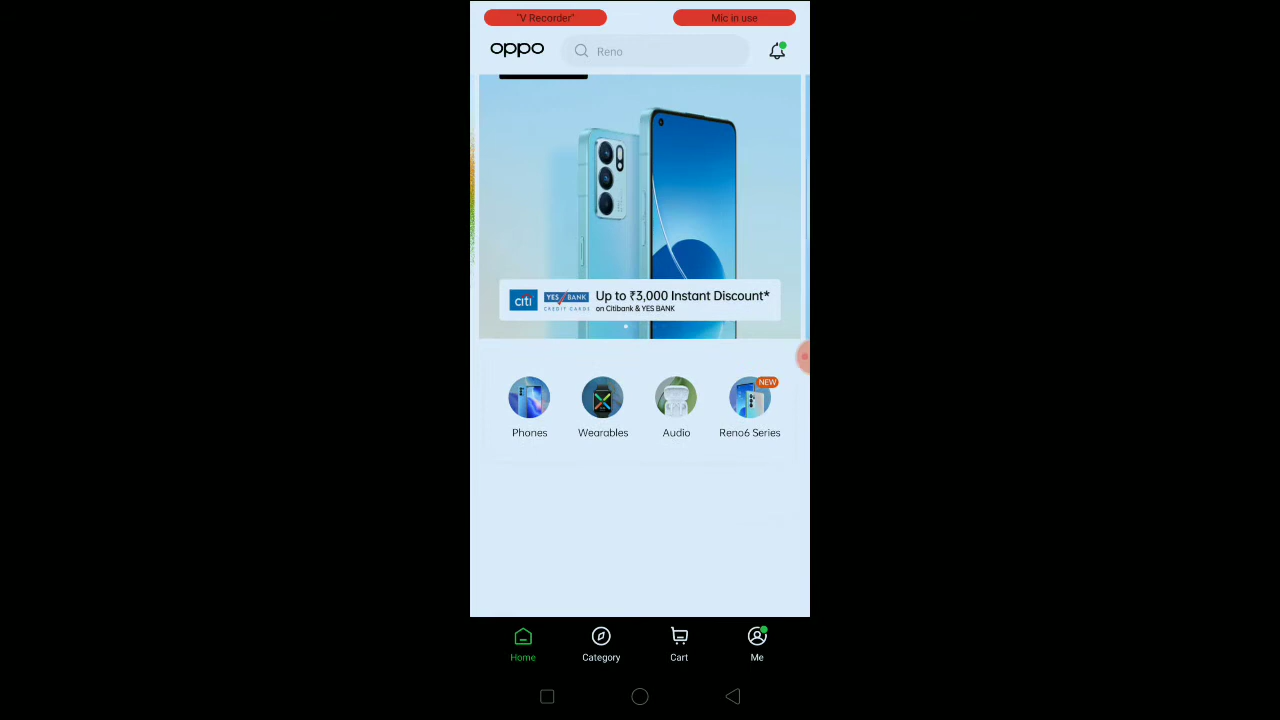 "V Recorder"
Mic in use
oppo
Reno
citi
YES BANK
CREDIT CARDS
Up to ₹3,000 Instant Discount*
on Citibank & YES BANK
NEW
Phones
Wearables
Audio
Reno6 Series
Home
Category
Cart
Me